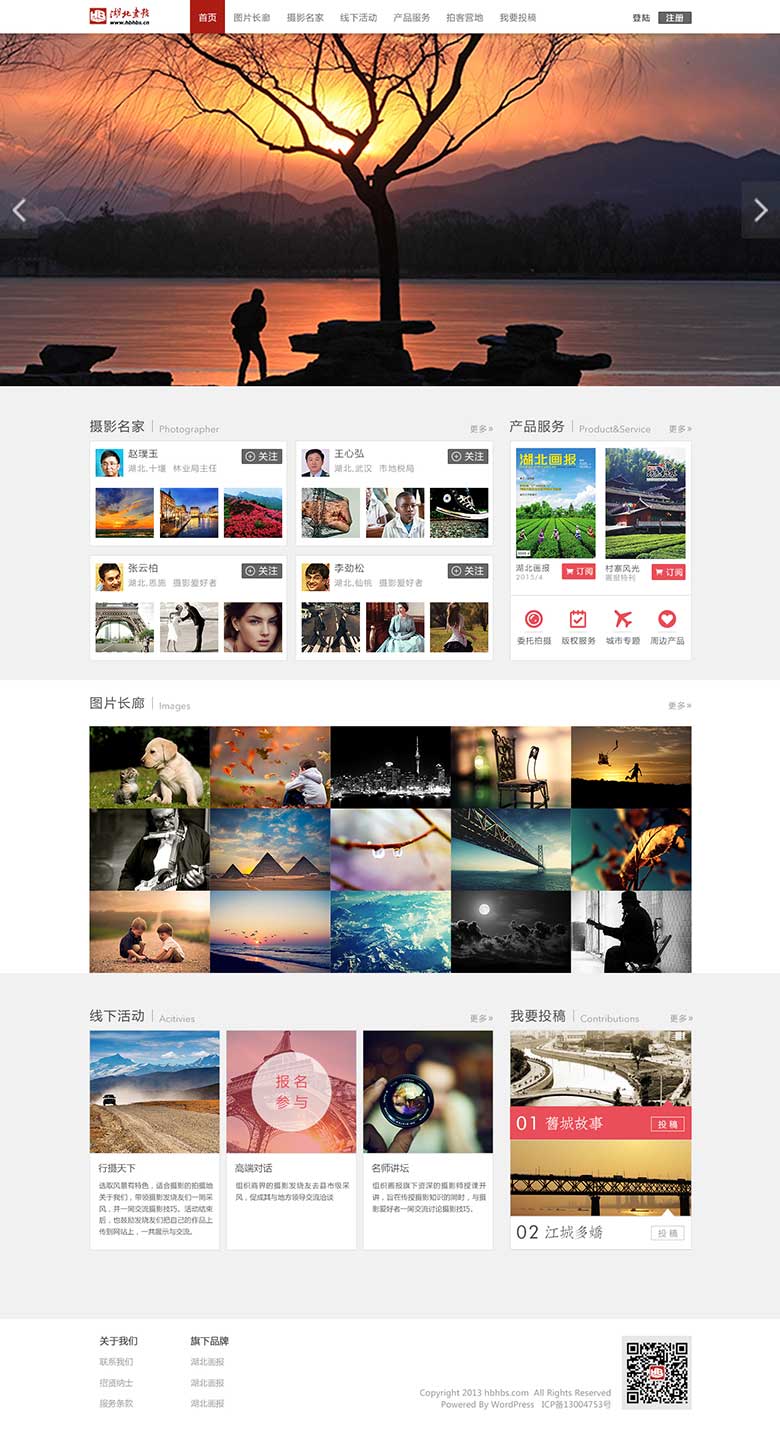 湖北画报
www.hbhbs.cn
首页 图片长廊 摄影名家 线下活动 产品服务 拍客营地 我要投稿
登陆 注册
摄影名家 Photographer 更多»
赵璞玉 关注
湖北,十堰 林业局主任
王心弘 关注
湖北,武汉 市地税局
张云柏 关注
湖北,恩施 摄影爱好者
李劲松 关注
湖北,仙桃 摄影爱好者
产品服务 Product&Service 更多»
湖北画报
湖北画报 订阅
2015/4
村寨风光 订阅
画报特刊
委托拍摄 版权服务 城市专题 周边产品
图片长廊 Images 更多»
线下活动 Acitivies 更多»
行摄天下
选取风景有特色，适合摄影的拍摄地
关于我们，带领摄影发烧友们一同采
风，并一同交流摄影技巧。活动结束
后，也鼓励发烧友们把自己的作品上
传到网站上，一共展示与交流。
报名
参与
高端对话
组织商界的摄影发烧友去县市级采
风，促成其与地方领导交流洽谈
名师讲坛
组织画报旗下资深的摄影师授课开
讲，旨在传授摄影知识的同时，与摄
影爱好者一同交流讨论摄影技巧。
我要投稿 Contributions 更多»
01 舊城故事 投稿
02 江城多嬌 投稿
关于我们
联系我们
招贤纳士
服务条款
旗下品牌
湖北画报
湖北画报
湖北画报
Copyright 2013 hbhbs.com All Rights Reserved
Powered By WordPress ICP备13004753号
HB